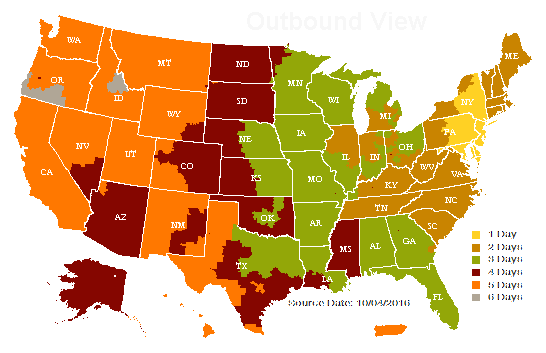 Outbound View
WA
ME
MT
ND
OR
MN
ID
WI
SD
NY
MI
WY
PA
IA
NE
OH
NV
IL
IN
UT
CO
WV
VA
KS
MO
CA
KY
NC
TN
OK
AZ
NM
AR
SC
MS
AL
GA
TX
LA
FL
1 Day
2 Days
3 Days
4 Days
5 Days
6 Days
Source Date: 10/04/2016